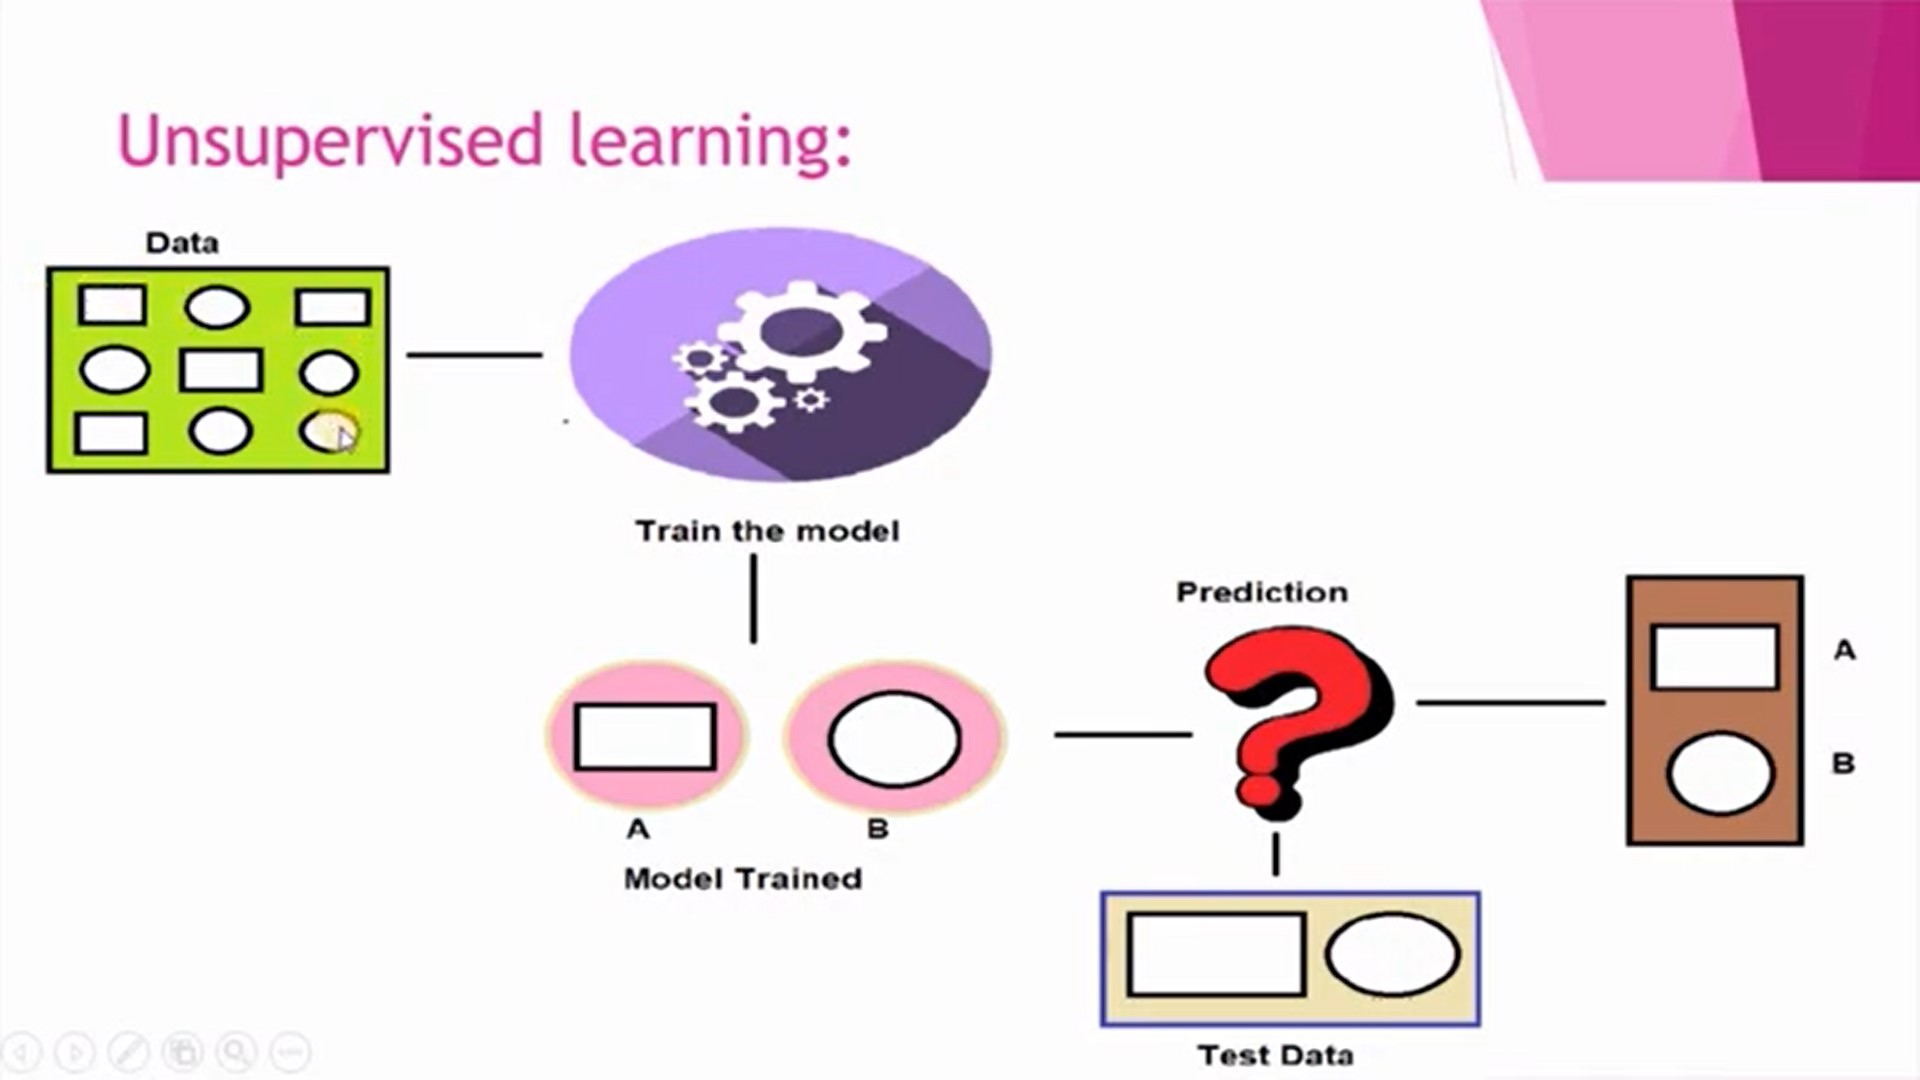 Unsupervised learning:
Data
Train the model
Prediction
A
B
A
B
Model Trained
Test Data